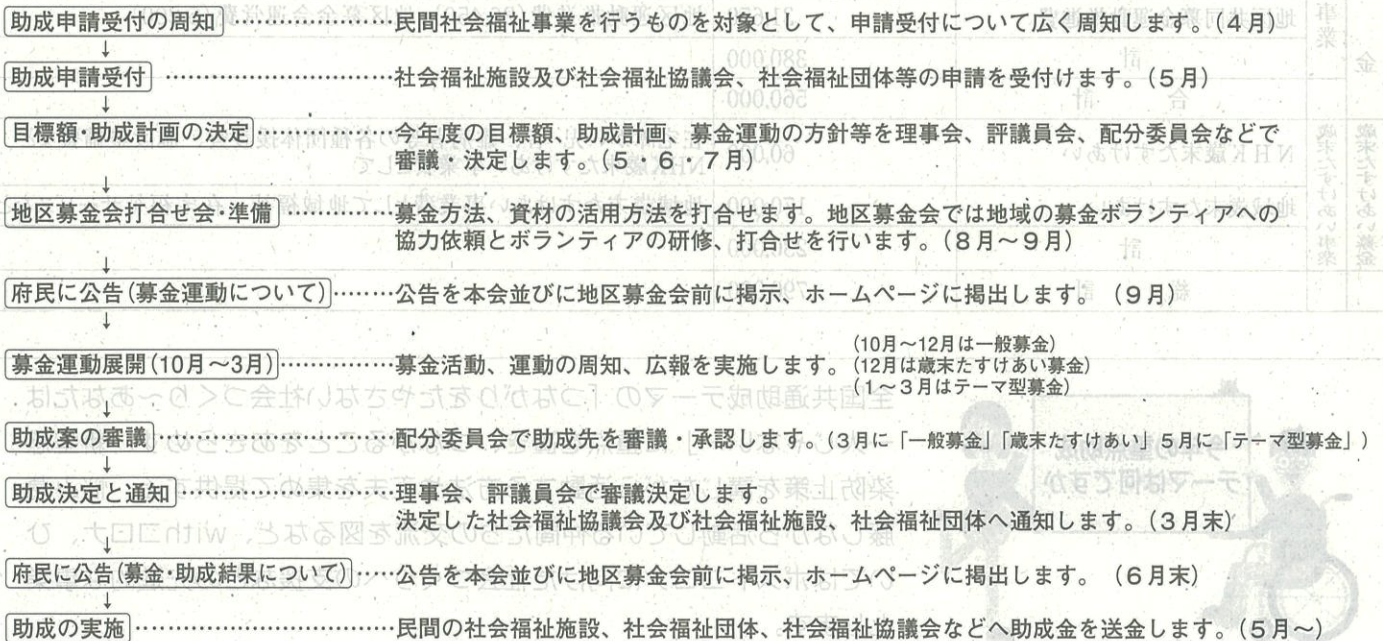 助成申請受付の周知………………………民間社会福祉事業を行うものを対象として、申請受付について広く周知します。(4月)
↓
助成申請受付………………………社会福祉施設及び社会福祉協議会、社会福祉団体等の申請を受付けます。(5月)
↓
目標額・助成計画の決定………………………今年度の目標額、助成計画、募金運動の方針等を理事会、評議員会、配分委員会などで
審議・決定します。(5・6・7月)
↓
地区募金会打合せ会・準備………………………募金方法、資材の活用方法を打合せます。地区募金会では地域の募金ボランティアへの
協力依頼とボランティアの研修、打合せを行います。(8月～9月)
↓
府民に公告(募金運動について)………公告を本会並びに地区募金会前に掲示、ホームページに掲出します。(9月)
↓
募金運動展開(10月～3月)………………募金活動、運動の周知、広報を実施します。
(10月～12月は一般募金)
(12月は歳末たすけあい募金)
(1～3月はテーマ型募金)
↓
助成案の審議………………………配分委員会で助成先を審議・承認します。(3月に「一般募金」「歳末たすけあい」5月に「テーマ型募金」)
↓
助成決定と通知………………………理事会、評議員会で審議決定します。
決定した社会福祉協議会及び社会福祉施設、社会福祉団体へ通知します。(3月末)
↓
府民に公告(募金・助成結果について)……公告を本会並びに地区募金会前に掲示、ホームページに掲出します。(6月末)
↓
助成の実施………………………民間の社会福祉施設、社会福祉団体、社会福祉協議会などへ助成金を送金します。(5月～)